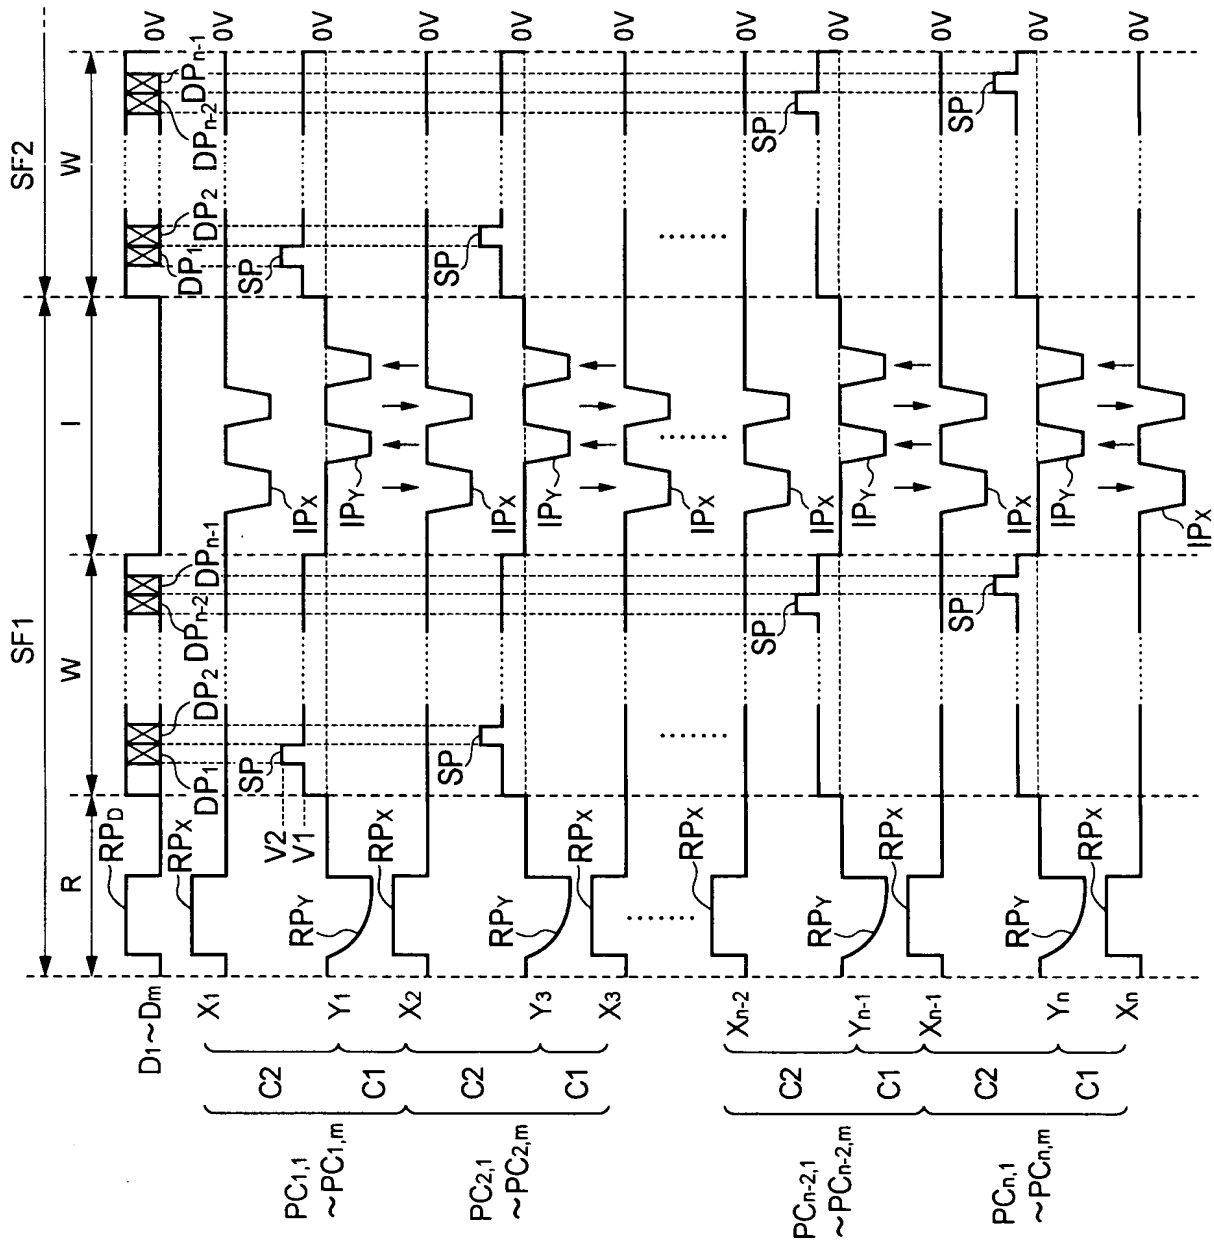 SF1 SF2
R W I W
D1~Dm RPD DP1 DP2 DPn-2 DPn-1 DP1 DP2 DPn-2 DPn-1 0V
X1 RPX 0V
V2
V1
SP SP
IPX
Y1 RPY IPY 0V
X2 RPX IPX 0V
SP SP
Y3 RPY IPY 0V
X3 RPX IPX 0V
Xn-2 RPX IPX 0V
SP SP
Yn-1 RPY IPY 0V
Xn-1 RPX IPX 0V
SP SP
Yn RPY IPY 0V
Xn RPX IPX 0V
C2
C1
C2
C1
C2
C1
C2
C1
PC1,1
~PC1,m
PC2,1
~PC2,m
PCn-2,1
~PCn-2,m
PCn,1
~PCn,m